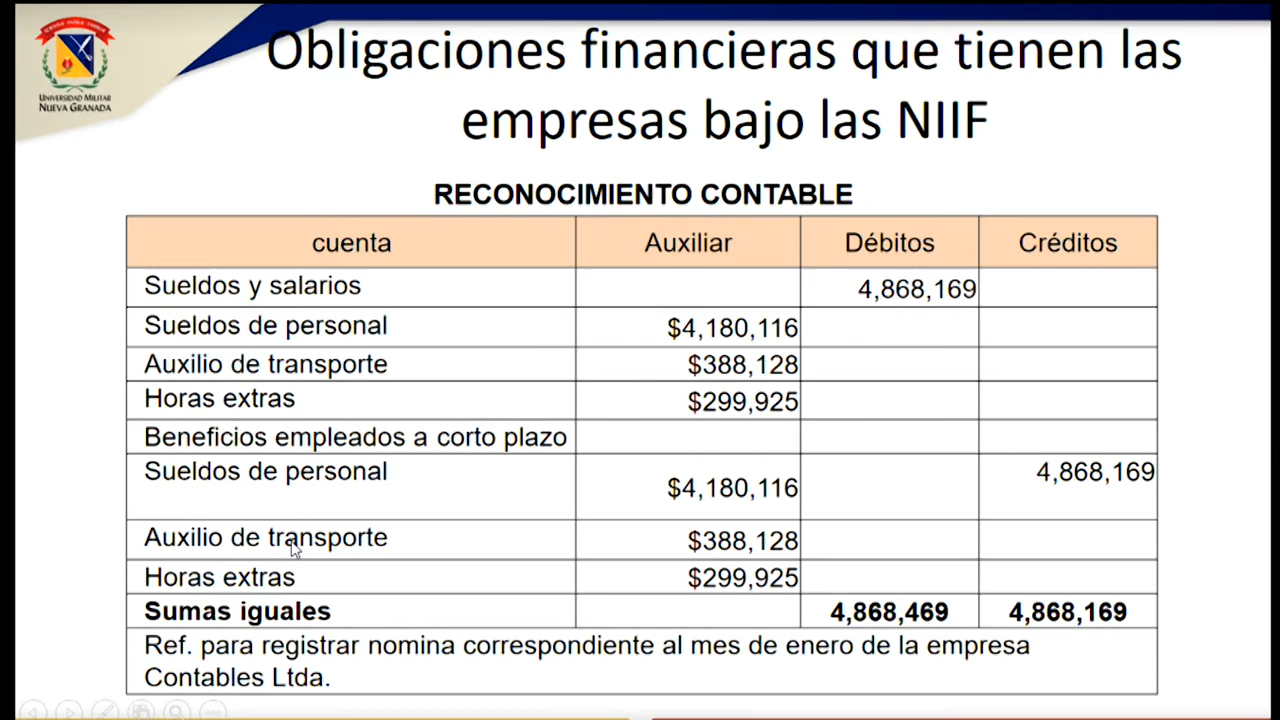 UNIVERSIDAD MILITAR
NUEVA GRANADA
Obligaciones financieras que tienen las
empresas bajo las NIIF
RECONOCIMIENTO CONTABLE
cuenta Auxiliar Débitos Créditos
Sueldos y salarios 4,868,169
Sueldos de personal $4,180,116
Auxilio de transporte $388,128
Horas extras $299,925
Beneficios empleados a corto plazo
Sueldos de personal $4,180,116 4,868,169
Auxilio de transporte $388,128
Horas extras $299,925
Sumas iguales 4,868,469 4,868,169
Ref. para registrar nomina correspondiente al mes de enero de la empresa
Contables Ltda.